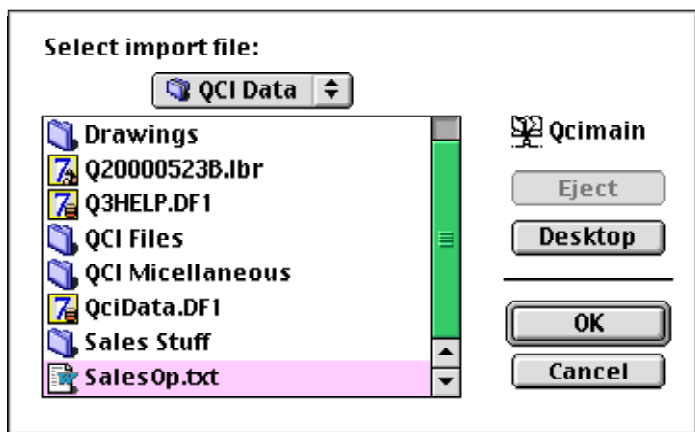 Select import file:
QCI Data
Drawings
Q20000523B.lbr
Q3HELP.DF1
QCI Files
QCI Micellaneous
QciData.DF1
Sales Stuff
SalesOp.txt
Qcimain
Eject
Desktop
OK
Cancel